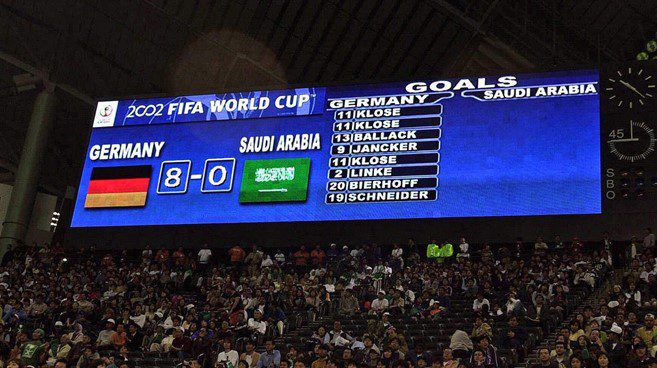 2002 FIFA WORLD CUP
GERMANY 8-0 SAUDI ARABIA
GOALS
GERMANY
SAUDI ARABIA
11 KLOSE
11 KLOSE
13 BALLACK
9 JANCKER
11 KLOSE
2 LINKE
20 BIERHOFF
19 SCHNEIDER
45
S
B
O